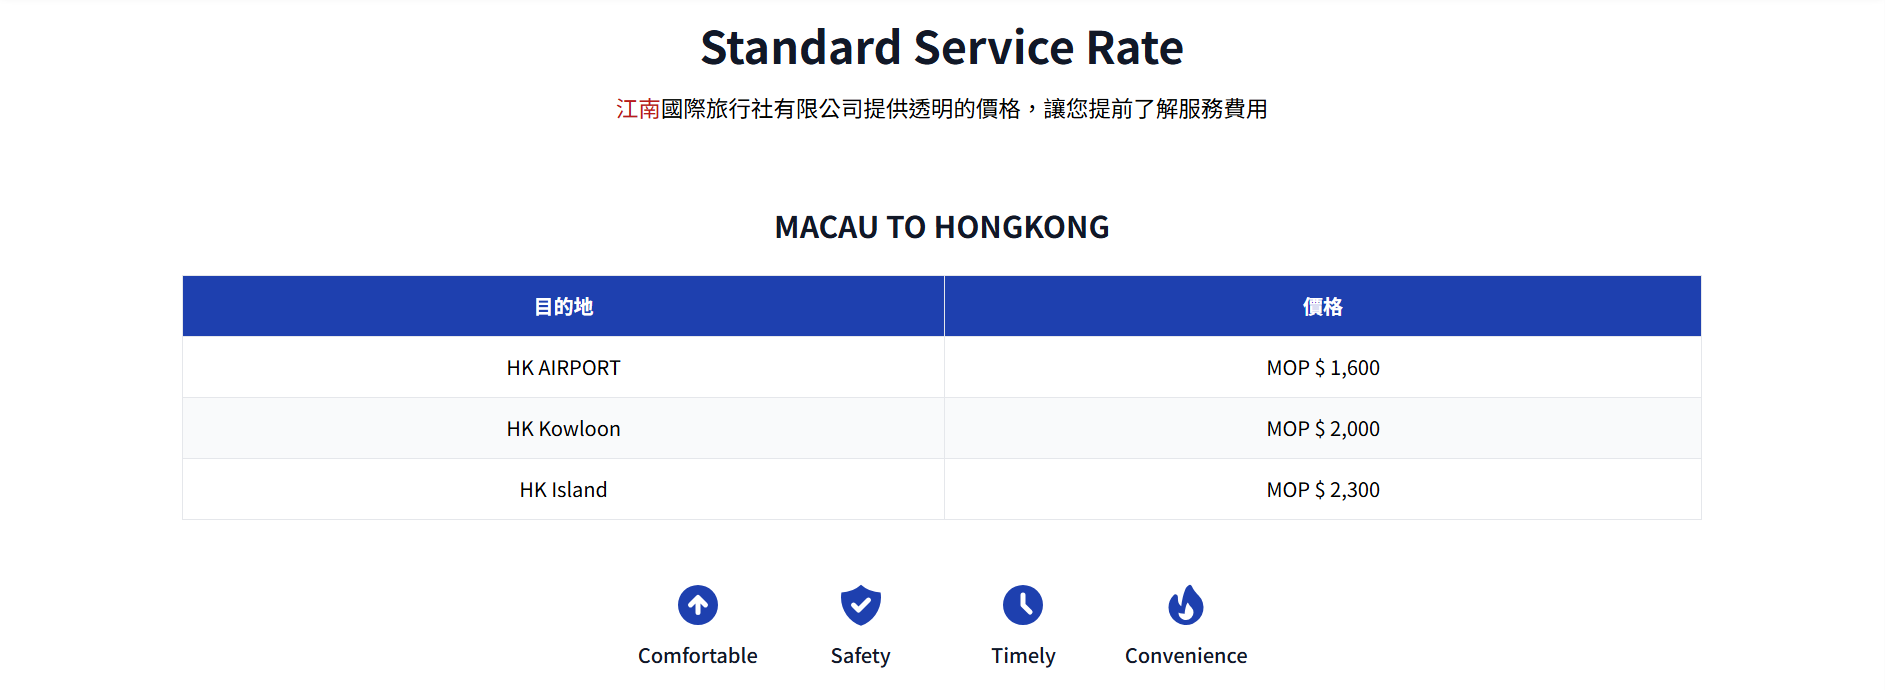 Standard Service Rate
江南國際旅行社有限公司提供透明的價格，讓您提前了解服務費用
MACAU TO HONGKONG
目的地 價格
HK AIRPORT MOP $ 1,600
HK Kowloon MOP $ 2,000
HK Island MOP $ 2,300
Comfortable Safety Timely Convenience